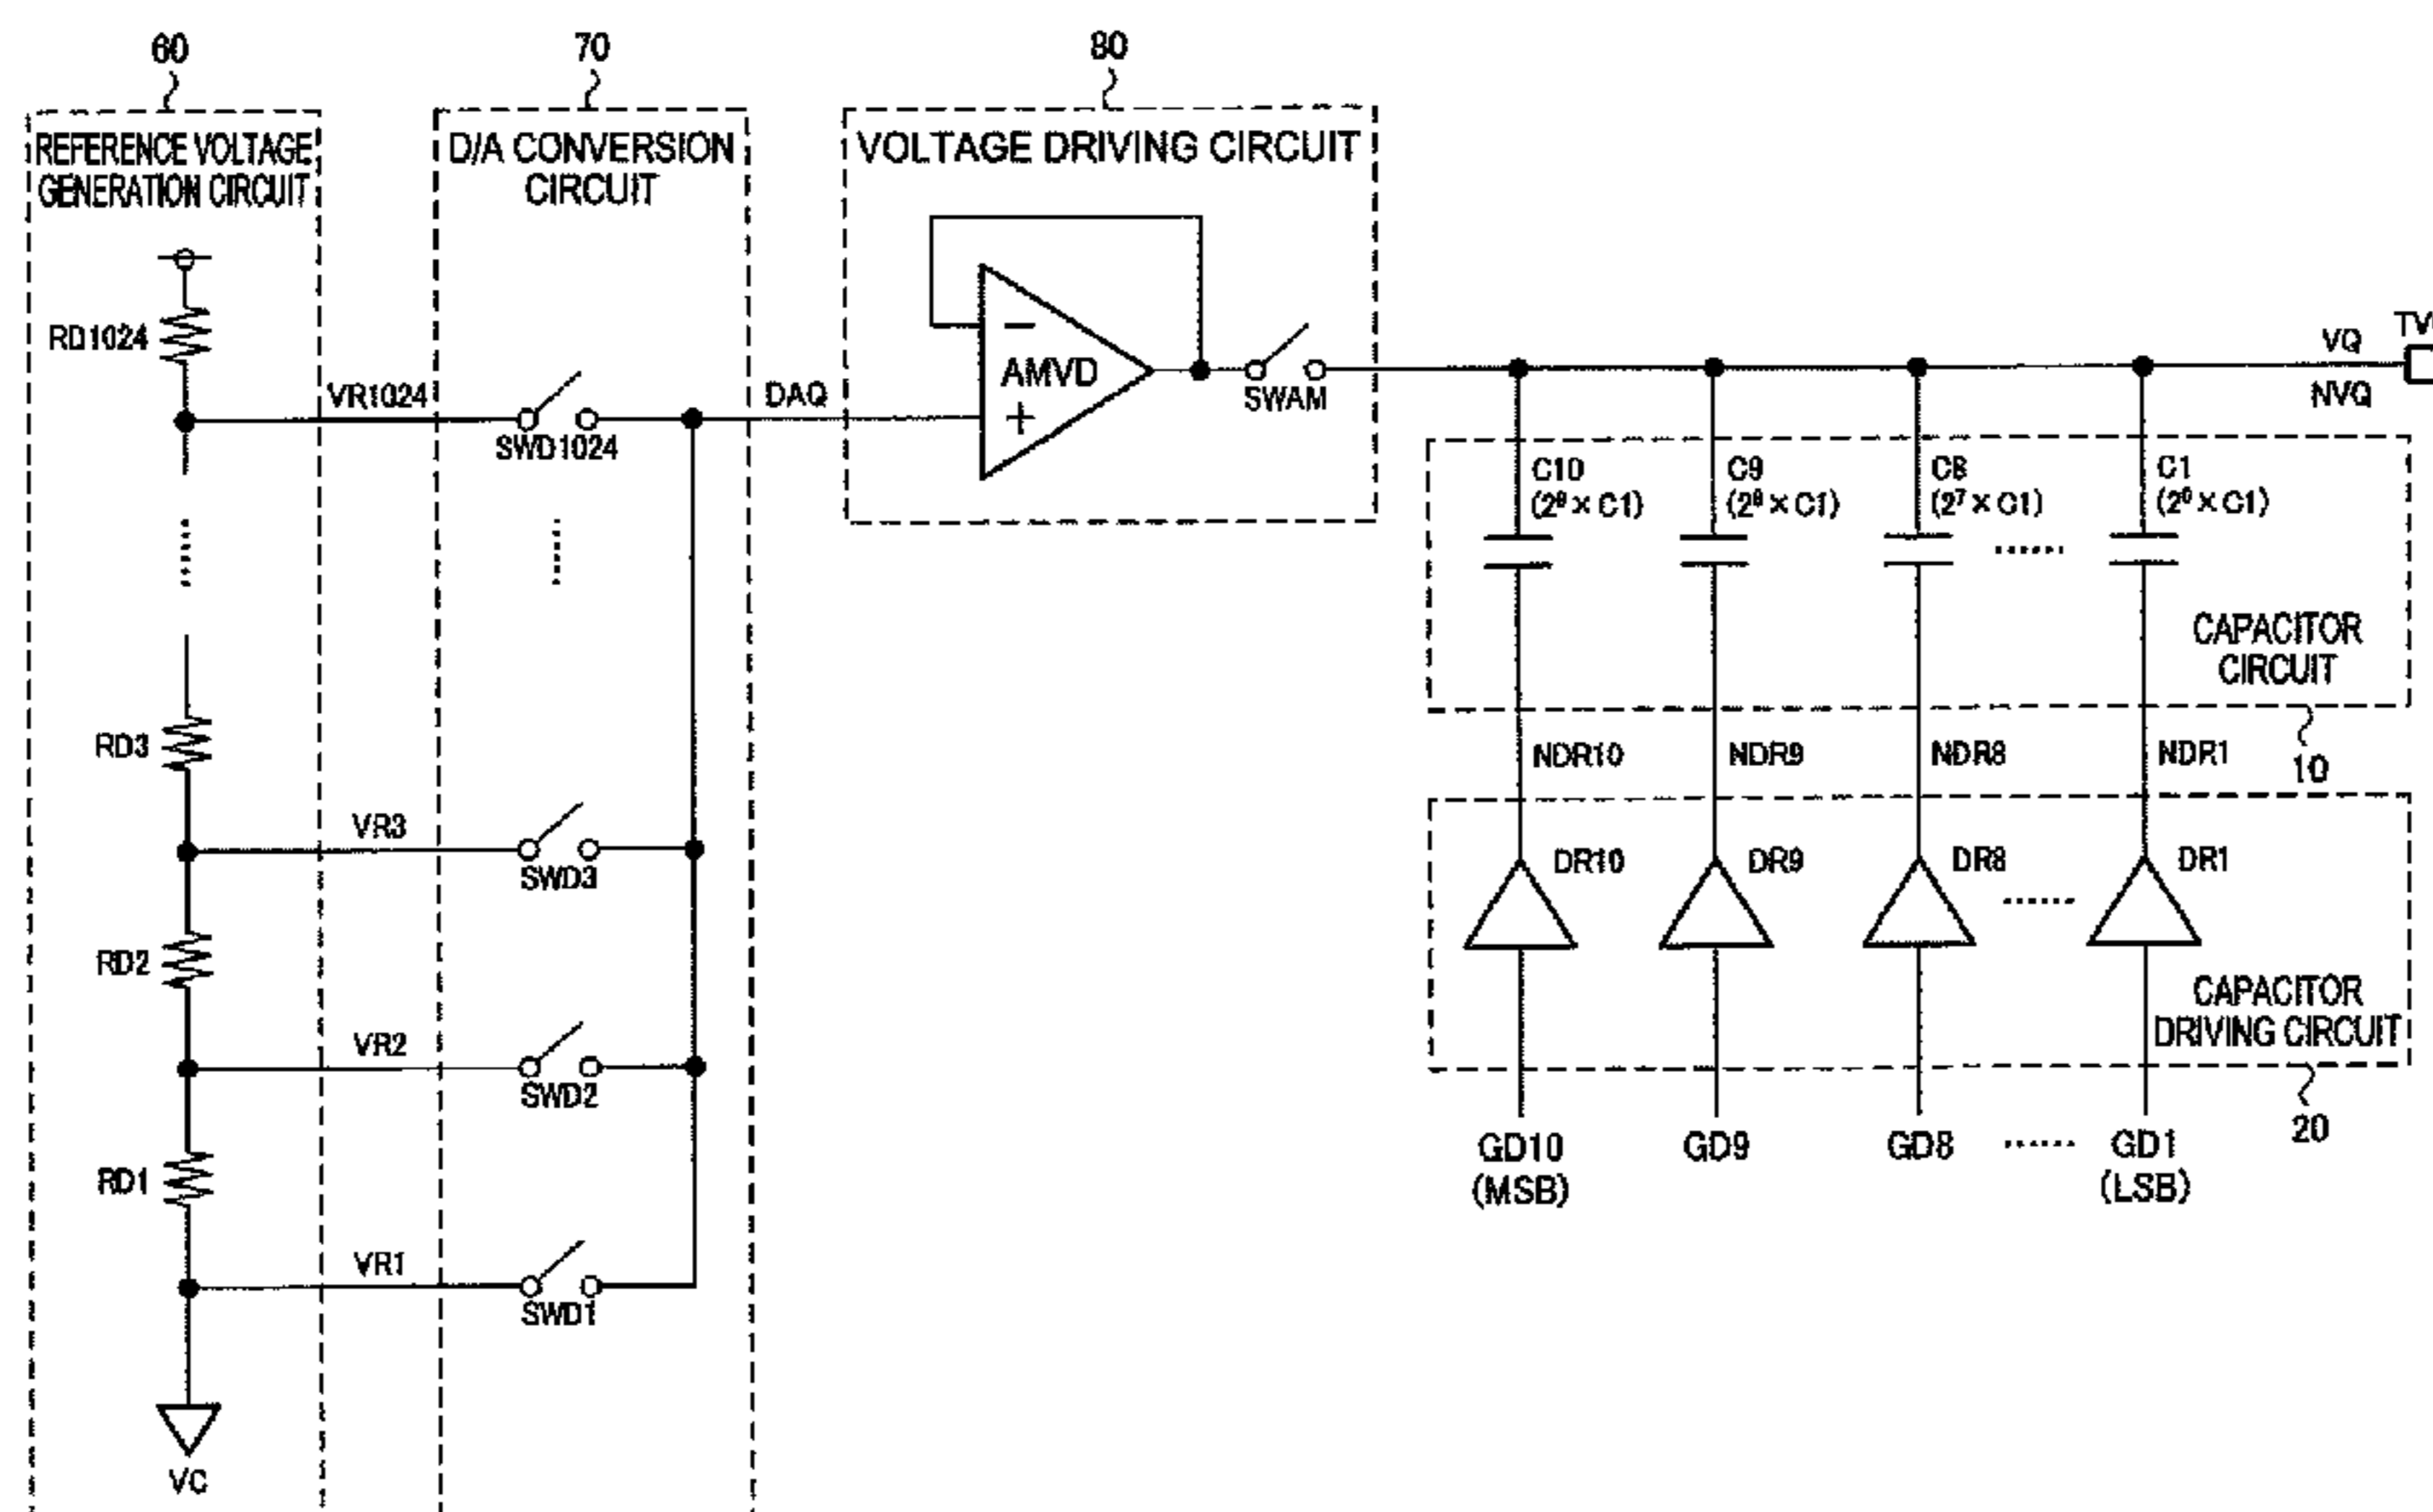 60
70
80
REFERENCE VOLTAGE
GENERATION CIRCUIT
D/A CONVERSION
CIRCUIT
VOLTAGE DRIVING CIRCUIT
RD1024
VR1024
SWD1024
DAQ
AMVD
SWAM
VQ
NVQ
C10
(2⁹×C1)
C9
(2⁸×C1)
C8
(2⁷×C1)
C1
(2⁰×C1)
CAPACITOR
CIRCUIT
10
NDR10
NDR9
NDR8
NDR1
RD3
VR3
SWD3
DR10
DR9
DR8
DR1
RD2
CAPACITOR
DRIVING CIRCUIT
20
VR2
SWD2
GD10
(MSB)
GD9
GD8
GD1
(LSB)
RD1
VR1
SWD1
VC